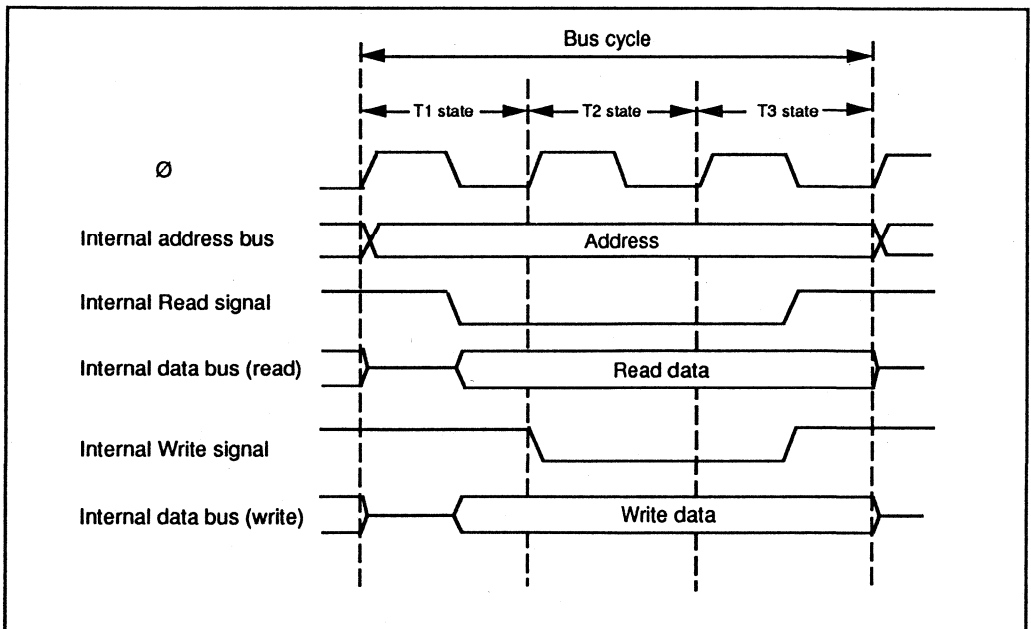 Bus cycle
T1 state
T2 state
T3 state
Ø
Internal address bus
Address
Internal Read signal
Internal data bus (read)
Read data
Internal Write signal
Internal data bus (write)
Write data